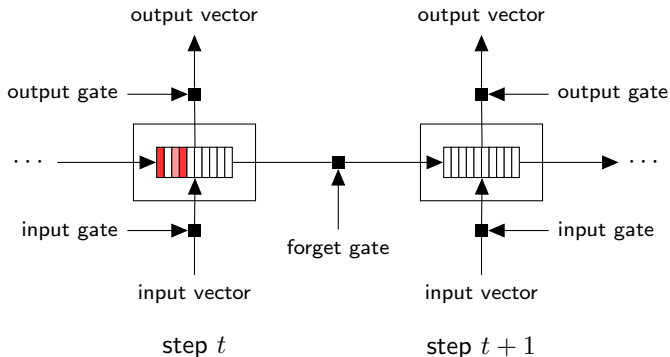 output vector output vector
output gate output gate
··· ···
input gate input gate
forget gate
input vector input vector
step t step t + 1